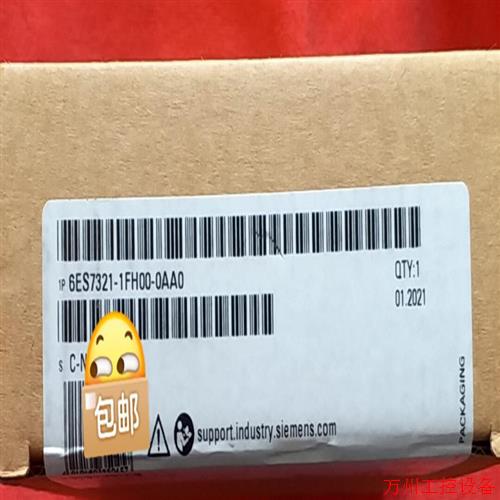 1P 6ES7321-1FH00-0AA0
QTY:1
01.2021
S C-N
包邮
support.industry.siemens.com
PACKAGING
万州工控设备